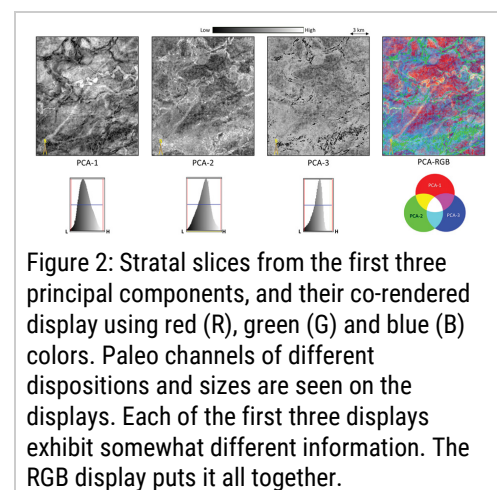 Low High 3 km
PCA-1 PCA-2 PCA-3 PCA-RGB
L H L H L H
PCA-1
PCA-2 PCA-3
Figure 2: Stratal slices from the first three
principal components, and their co-rendered
display using red (R), green (G) and blue (B)
colors. Paleo channels of different
dispositions and sizes are seen on the
displays. Each of the first three displays
exhibit somewhat different information. The
RGB display puts it all together.